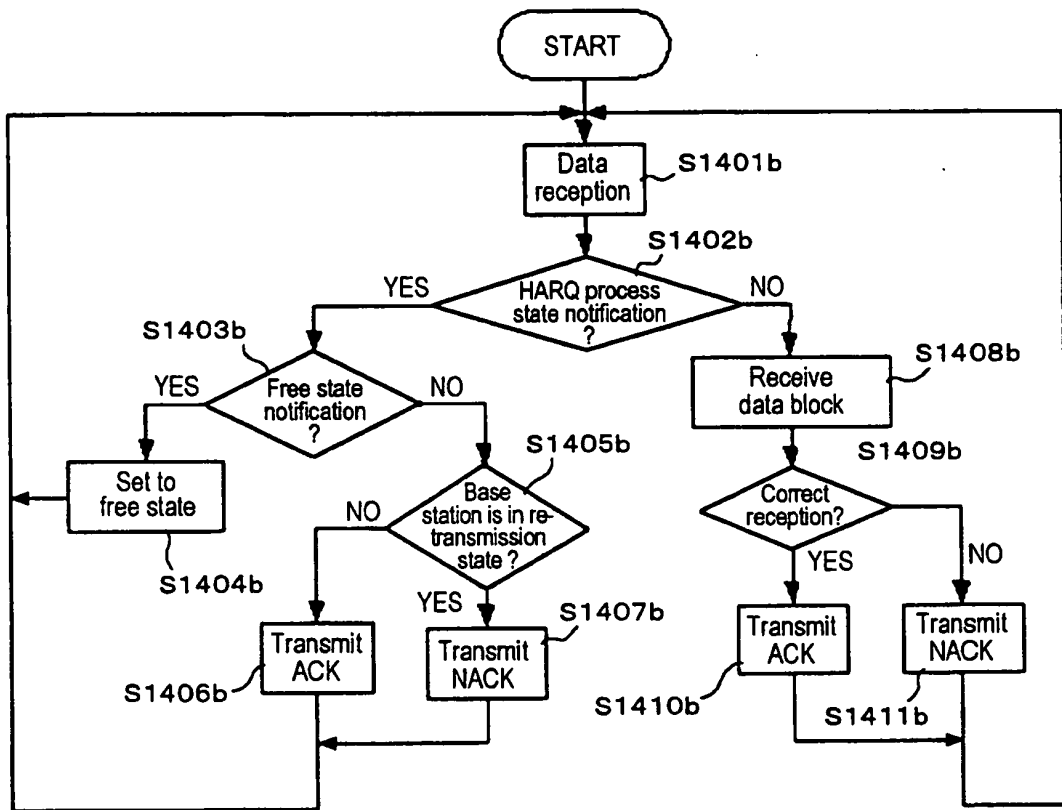 START
Data
reception
S1401b
S1402b
YES
HARQ process
state notification
?
NO
S1403b
YES
Free state
notification
?
NO
S1408b
Receive
data block
Set to
free state
S1404b
S1405b
NO
Base
station is in re-
transmission
state ?
YES
S1409b
Correct
reception?
YES
NO
Transmit
ACK
S1406b
Transmit
NACK
S1407b
Transmit
ACK
S1410b
Transmit
NACK
S1411b